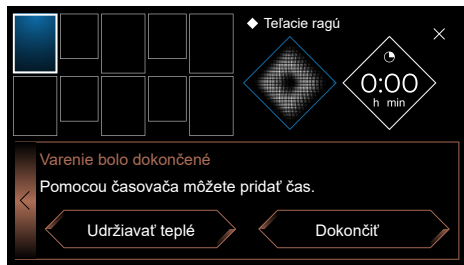 Teľacie ragú
0:00
h min
Varenie bolo dokončené
Pomocou časovača môžete pridať čas.
Udržiavať teplé
Dokončiť